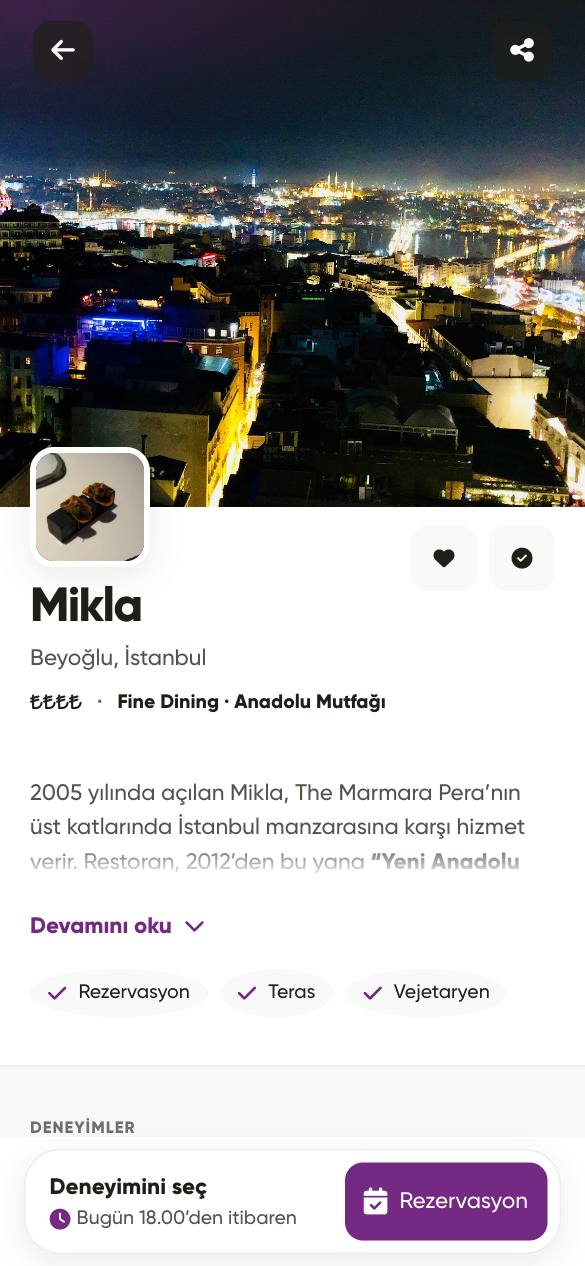 Mikla
Beyoğlu, İstanbul
₺₺₺₺ · Fine Dining · Anadolu Mutfağı
2005 yılında açılan Mikla, The Marmara Pera’nın
üst katlarında İstanbul manzarasına karşı hizmet
verir. Restoran, 2012’den bu yana “Yeni Anadolu
Devamını oku
Rezervasyon
Teras
Vejetaryen
DENEYİMLER
Deneyimini seç
Bugün 18.00’den itibaren
Rezervasyon